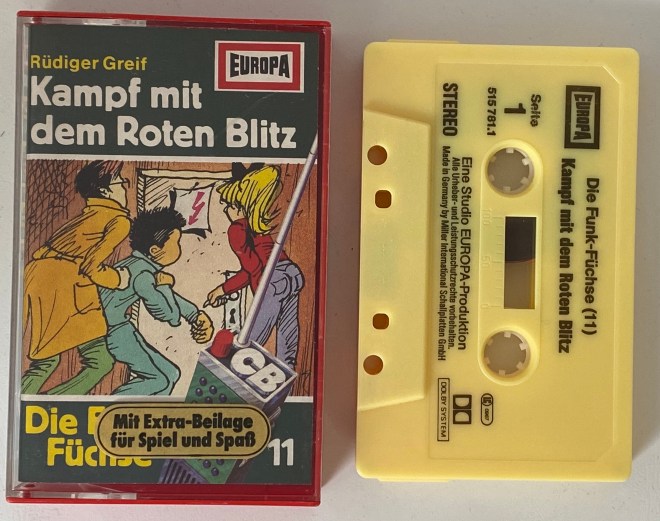 Rüdiger Greif
EUROPA
Kampf mit
dem Roten Blitz
CB
Die F
Füchse
Mit Extra-Beilage
für Spiel und Spaß
11
EUROPA
Seite
1
515 781.1
STEREO
Die Funk-Füchse (11)
Kampf mit dem Roten Blitz
Eine Studio EUROPA-Produktion
Alle Urheber- und Leistungsschutzrechte vorbehalten.
Made in Germany by Miller International Schallplatten GmbH
DOLBY SYSTEM